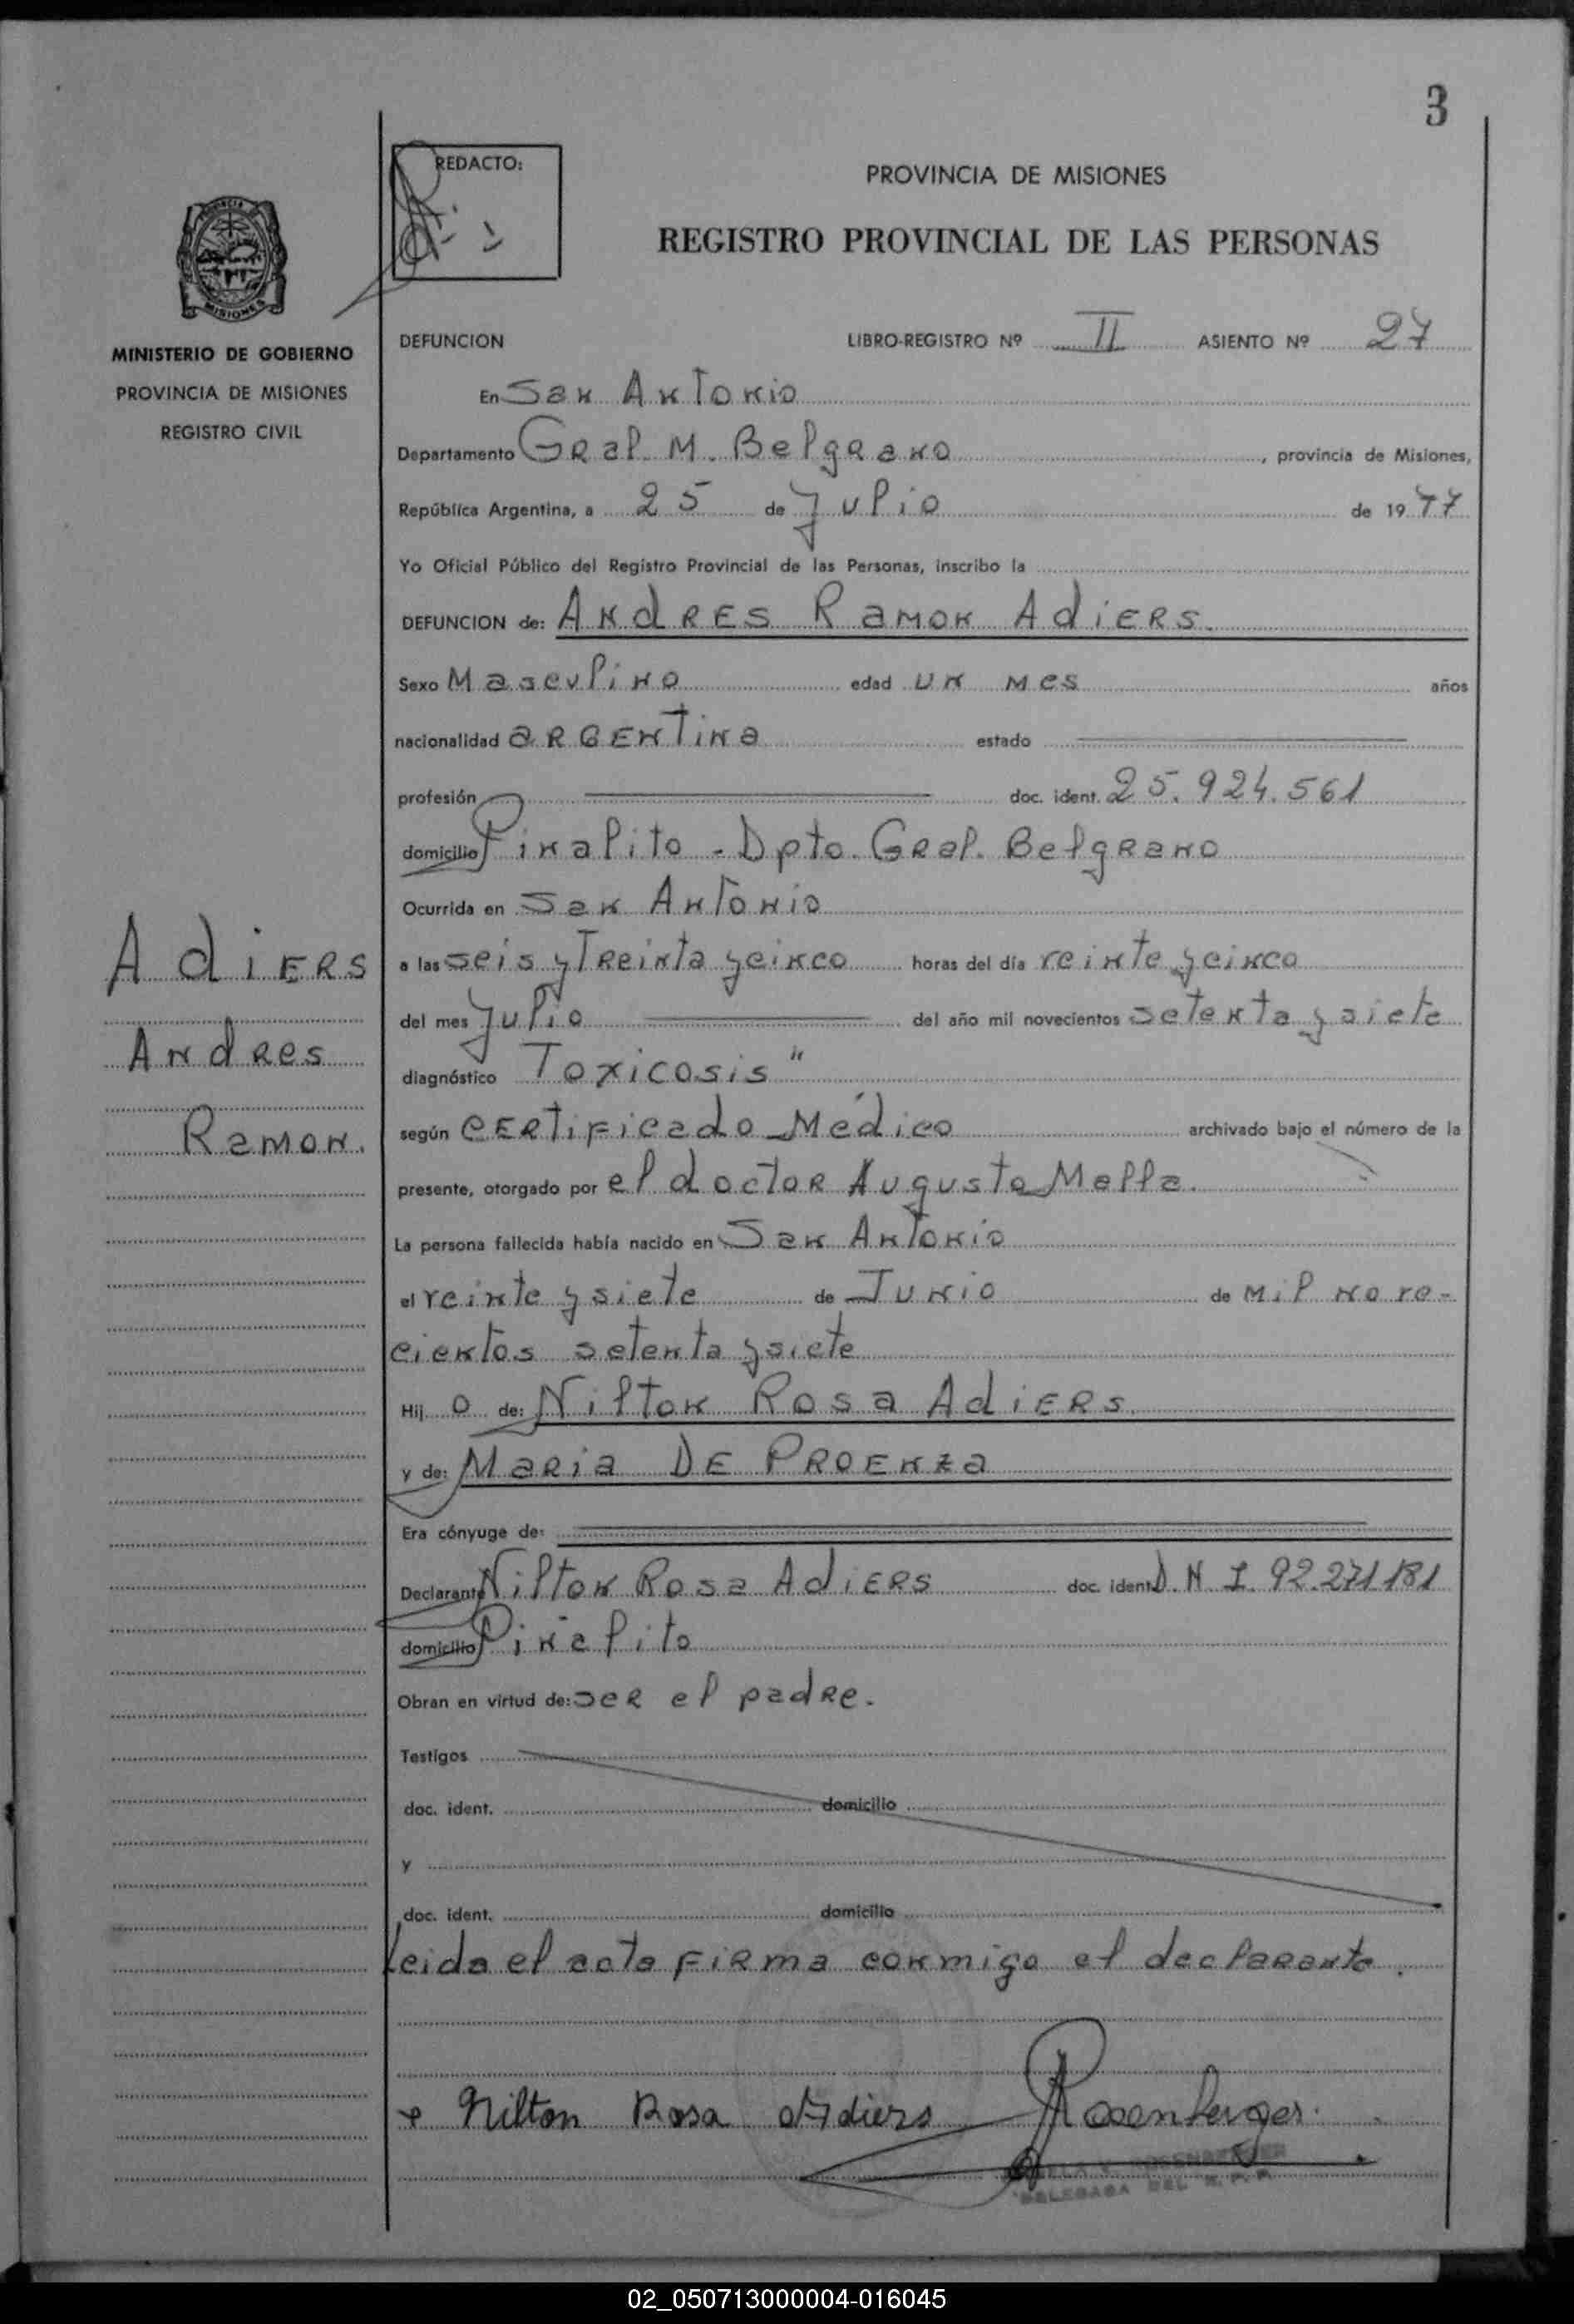 3
REDACTO:
PROVINCIA DE MISIONES
REGISTRO PROVINCIAL DE LAS PERSONAS
PROVINCIA DE
MISIONES
MINISTERIO DE GOBIERNO
PROVINCIA DE MISIONES
REGISTRO CIVIL
DEFUNCION LIBRO-REGISTRO Nº II ASIENTO Nº 27
En San Antonio
Departamento Gral. M. Belgrano, provincia de Misiones,
República Argentina, a 25 de Julio de 1977
Yo Oficial Público del Registro Provincial de las Personas, inscribo la
DEFUNCION de: Andres Ramon Adiers.
Sexo Masculino edad un mes años
nacionalidad argentina estado
profesión doc. ident. 25.924.561
domicilio Pinalito - Dpto. Gral. Belgrano
Ocurrida en San Antonio
a las seis y treinta y cinco horas del día veinte y cinco
del mes Julio del año mil novecientos setenta y siete
diagnóstico Toxicosis"
según certificado Médico archivado bajo el número de la
presente, otorgado por el doctor Augusto Mella.
La persona fallecida había nacido en San Antonio
el veinte y siete de Junio de mil nove-
cientos setenta y siete
Hijo de: Nilton Rosa Adiers.
y de: Maria De Proenza
Era cónyuge de:
Declarante Nilton Rosa Adiers doc. ident. D.N.I. 92.271.181
domicilio Pinalito
Obran en virtud de: ser el padre.
Testigos
doc. ident. domicilio
y
doc. ident. domicilio
Leida el acta firma conmigo el declarante.
Nilton Rosa Adiers Rosenberger
DELEGADA DEL R. P. P.
Adiers
Andres
Ramon.
02_050713000004-016045